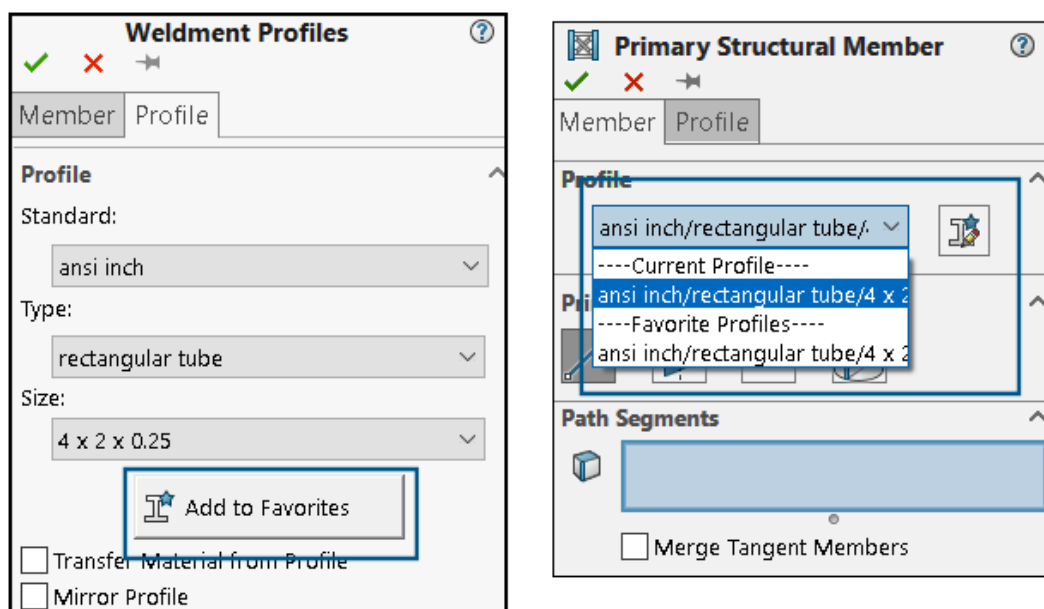 Weldment Profiles
Member Profile
Profile
Standard:
ansi inch
Type:
rectangular tube
Size:
4 x 2 x 0.25
Add to Favorites
Transfer Material from Profile
Mirror Profile
Primary Structural Member
Member Profile
Profile
ansi inch/rectangular tube/
----Current Profile----
ansi inch/rectangular tube/4 x 2
Pri
----Favorite Profiles----
ansi inch/rectangular tube/4 x 2
Path Segments
Merge Tangent Members